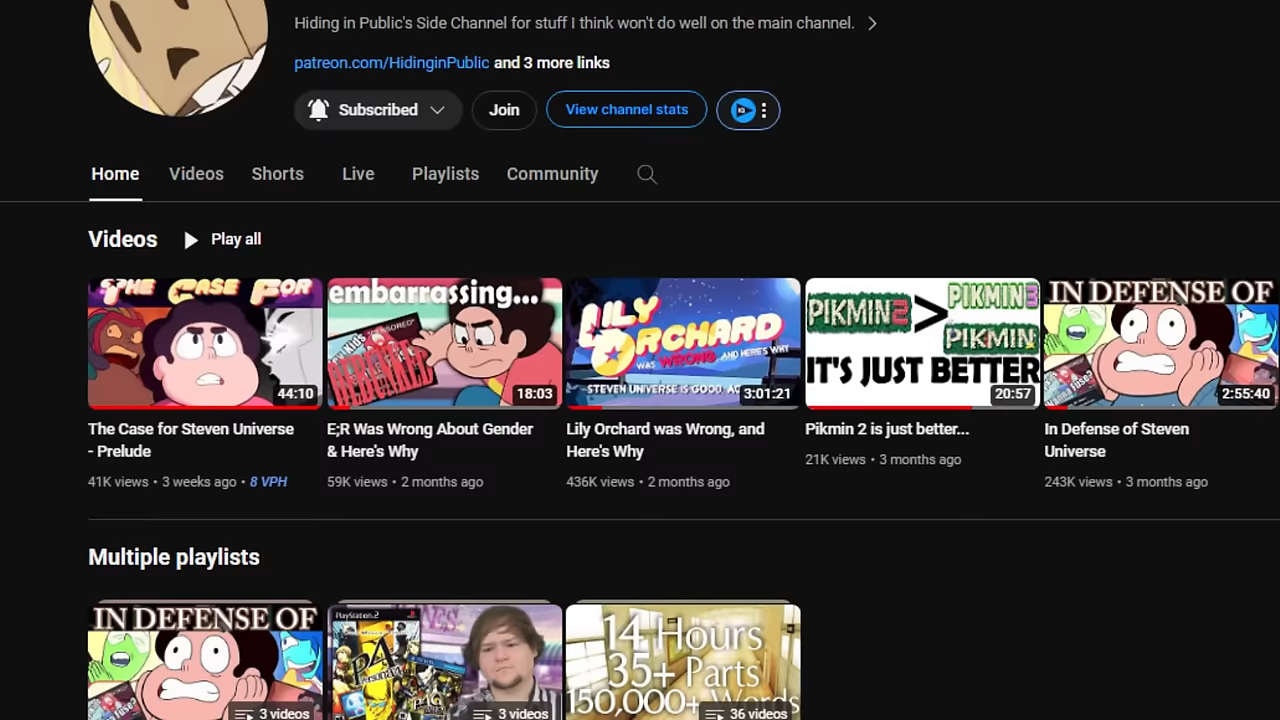 Hiding in Public's Side Channel for stuff I think won't do well on the main channel.
patreon.com/HidinginPublic and 3 more links
Subscribed
Join
View channel stats
Home
Videos
Shorts
Live
Playlists
Community
Videos
Play all
THE CASE FOR
44:10
embarrassing...
"CENSORED"
18:03
LILY
ORCHARD
WAS WRONG AND HERE'S WHY
3:01:21
PIKMIN2 > PIKMIN3
PIKMIN
IT'S JUST BETTER
20:57
IN DEFENSE OF
2:55:40
The Case for Steven Universe
- Prelude
41K views • 3 weeks ago • 8 VPH
E;R Was Wrong About Gender
& Here's Why
59K views • 2 months ago
Lily Orchard was Wrong, and
Here's Why
436K views • 2 months ago
Pikmin 2 is just better...
21K views • 3 months ago
In Defense of Steven
Universe
243K views • 3 months ago
Multiple playlists
IN DEFENSE OF
3 videos
PlayStation.2
3 videos
14 Hours
35+ Parts
150,000+ Words
36 videos